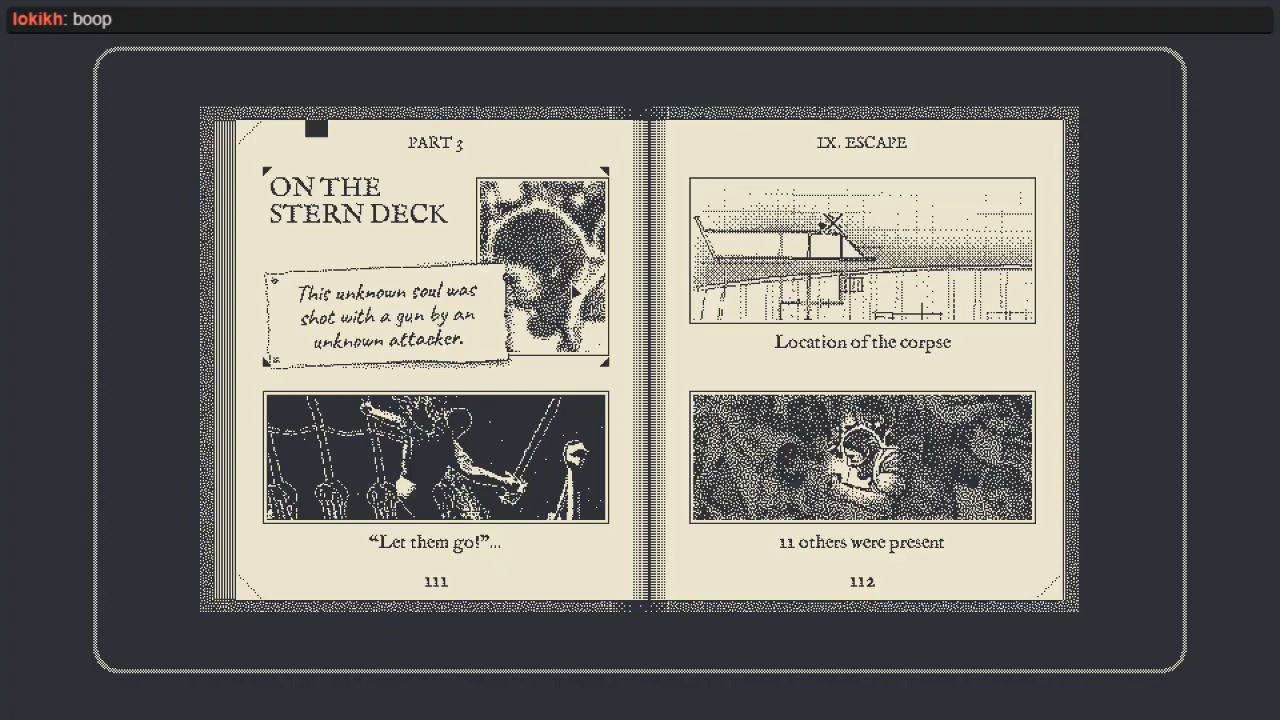 lokikh: boop
PART 3
ON THE
STERN DECK
This unknown soul was
shot with a gun by an
unknown attacker.
"Let them go!"...
111
IX. ESCAPE
Location of the corpse
11 others were present
112